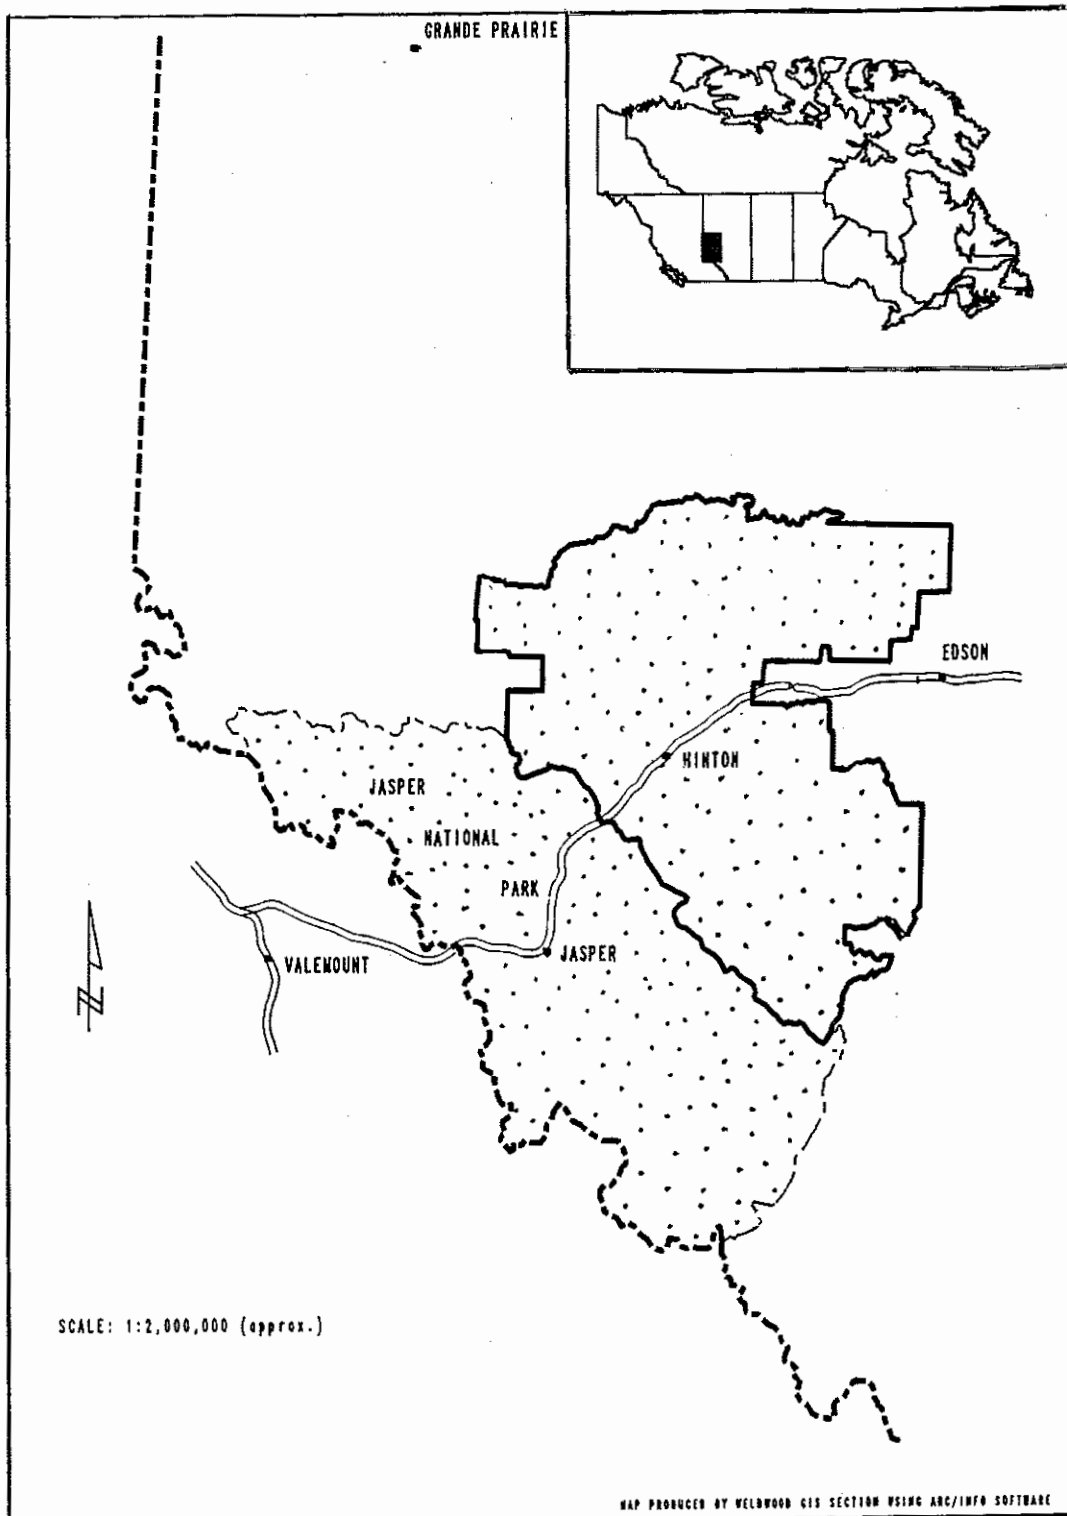 GRANDE PRAIRIE
EDSON
HINTON
JASPER
NATIONAL
PARK
JASPER
VALEMOUNT
N
SCALE: 1:2,000,000 (approx.)
MAP PRODUCED BY WELDWOOD GIS SECTION USING ARC/INFO SOFTWARE